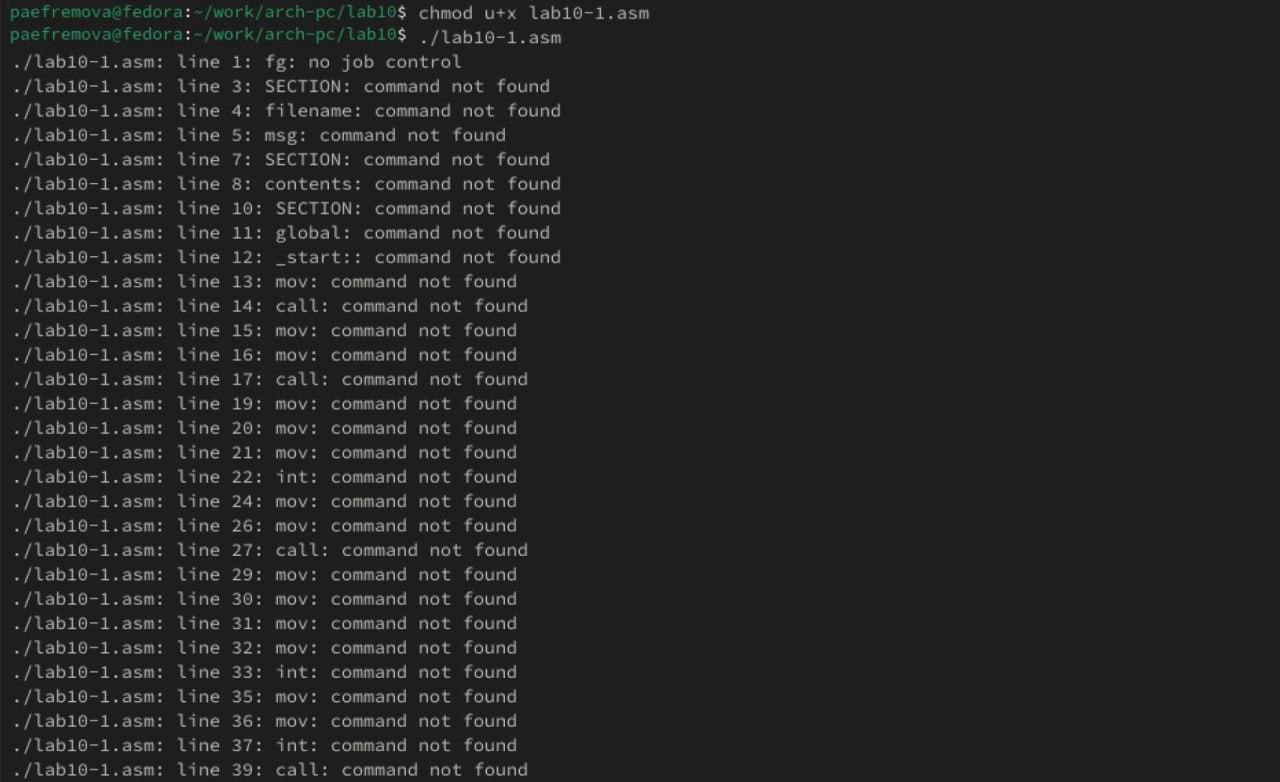 paefremova@fedora:~/work/arch-pc/lab10$ chmod u+x lab10-1.asm
paefremova@fedora:~/work/arch-pc/lab10$ ./lab10-1.asm
./lab10-1.asm: line 1: fg: no job control
./lab10-1.asm: line 3: SECTION: command not found
./lab10-1.asm: line 4: filename: command not found
./lab10-1.asm: line 5: msg: command not found
./lab10-1.asm: line 7: SECTION: command not found
./lab10-1.asm: line 8: contents: command not found
./lab10-1.asm: line 10: SECTION: command not found
./lab10-1.asm: line 11: global: command not found
./lab10-1.asm: line 12: _start:: command not found
./lab10-1.asm: line 13: mov: command not found
./lab10-1.asm: line 14: call: command not found
./lab10-1.asm: line 15: mov: command not found
./lab10-1.asm: line 16: mov: command not found
./lab10-1.asm: line 17: call: command not found
./lab10-1.asm: line 19: mov: command not found
./lab10-1.asm: line 20: mov: command not found
./lab10-1.asm: line 21: mov: command not found
./lab10-1.asm: line 22: int: command not found
./lab10-1.asm: line 24: mov: command not found
./lab10-1.asm: line 26: mov: command not found
./lab10-1.asm: line 27: call: command not found
./lab10-1.asm: line 29: mov: command not found
./lab10-1.asm: line 30: mov: command not found
./lab10-1.asm: line 31: mov: command not found
./lab10-1.asm: line 32: mov: command not found
./lab10-1.asm: line 33: int: command not found
./lab10-1.asm: line 35: mov: command not found
./lab10-1.asm: line 36: mov: command not found
./lab10-1.asm: line 37: int: command not found
./lab10-1.asm: line 39: call: command not found